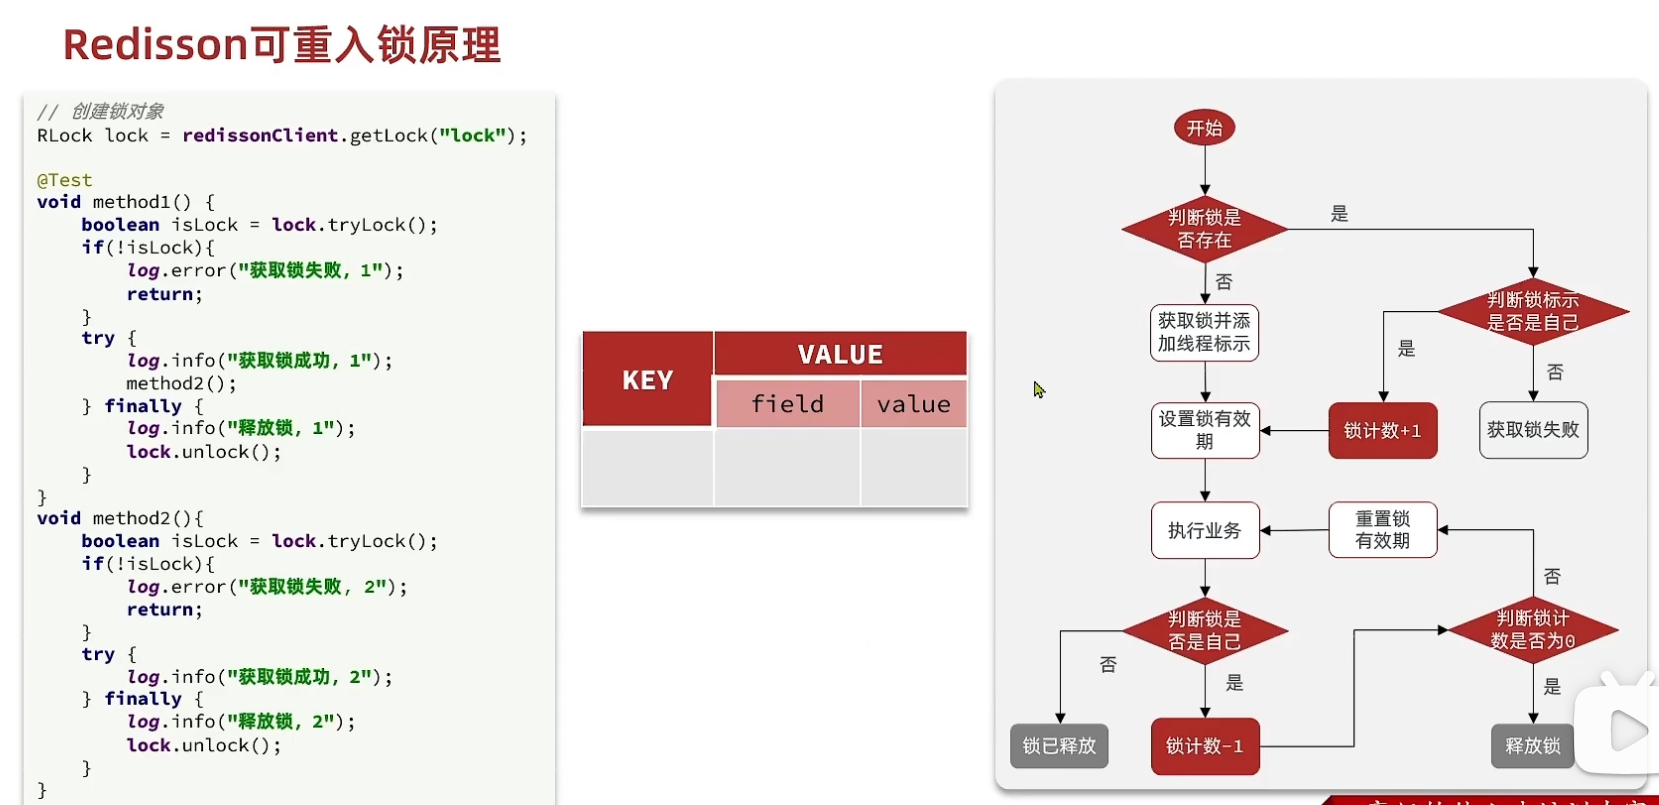 Redisson可重入锁原理
// 创建锁对象
RLock lock = redissonClient.getLock("lock");
@Test
void method1() {
boolean isLock = lock.tryLock();
if(!isLock){
log.error("获取锁失败，1");
return;
}
try {
log.info("获取锁成功，1");
method2();
} finally {
log.info("释放锁，1");
lock.unlock();
}
}
void method2(){
boolean isLock = lock.tryLock();
if(!isLock){
log.error("获取锁失败，2");
return;
}
try {
log.info("获取锁成功，2");
} finally {
log.info("释放锁，2");
lock.unlock();
}
}
KEY
VALUE
field
value
开始
判断锁是
否存在
是
否
获取锁并添
加线程标示
判断锁标示
是否是自己
是
否
设置锁有效
期
锁计数+1
获取锁失败
执行业务
重置锁
有效期
否
判断锁是
否是自己
判断锁计
数是否为0
否
是
是
锁已释放
锁计数-1
释放锁